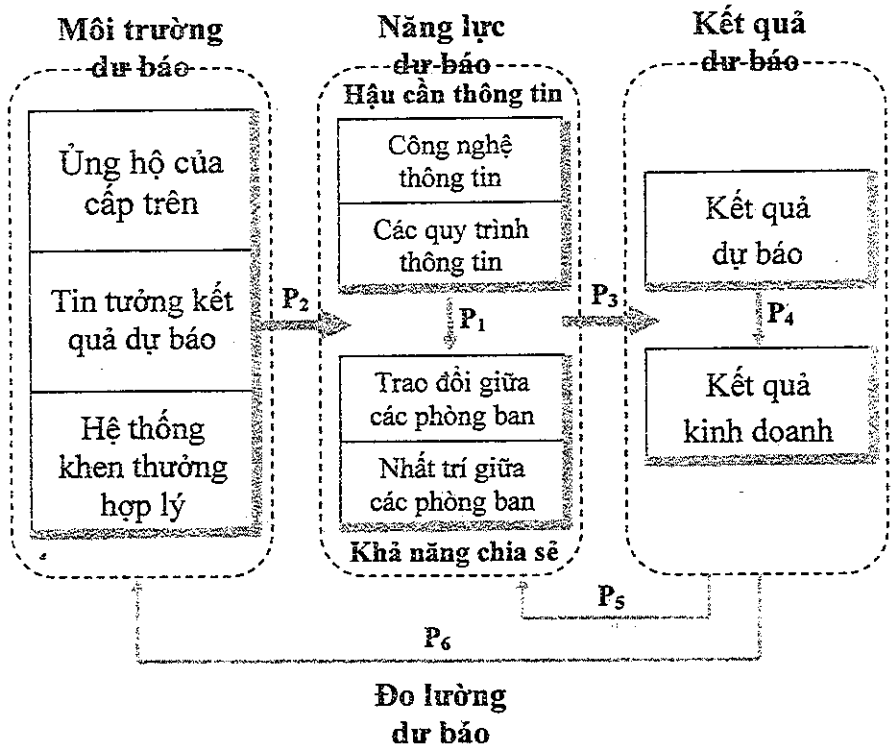 Môi trường
dự báo
Năng lực
dự báo
Kết quả
dự báo
Hậu cần thông tin
Ủng hộ của
cấp trên
Tin tưởng kết
quả dự báo
Hệ thống
khen thưởng
hợp lý
P₂
Công nghệ
thông tin
Các quy trình
thông tin
P₁
Trao đổi giữa
các phòng ban
Nhất trí giữa
các phòng ban
Khả năng chia sẻ
P₃
Kết quả
dự báo
P₄
Kết quả
kinh doanh
P₅
P₆
Đo lường
dự báo